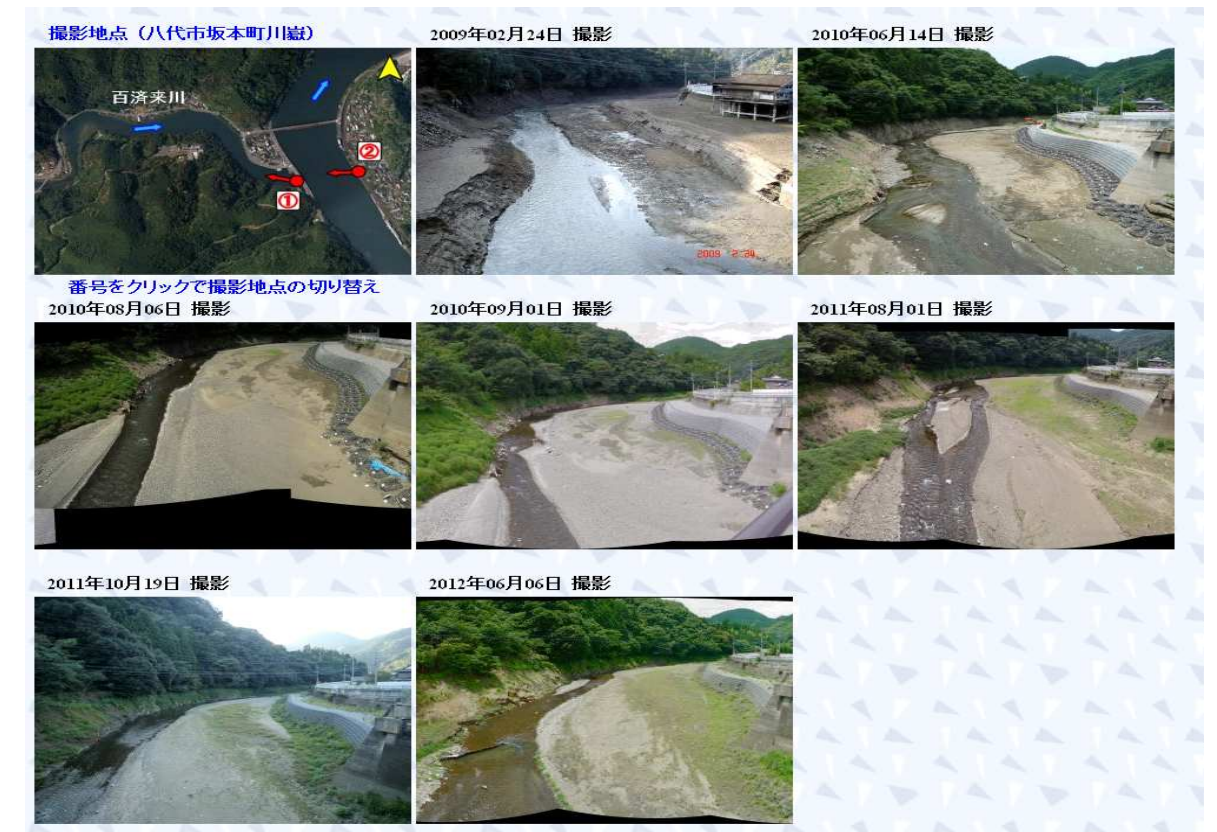 撮影地点（八代市坂本町川嶽）
2009年02月24日 撮影
2010年06月14日 撮影
百済来川
②
①
2009 2.24
番号をクリックで撮影地点の切り替え
2010年08月06日 撮影
2010年09月01日 撮影
2011年08月01日 撮影
2011年10月19日 撮影
2012年06月06日 撮影